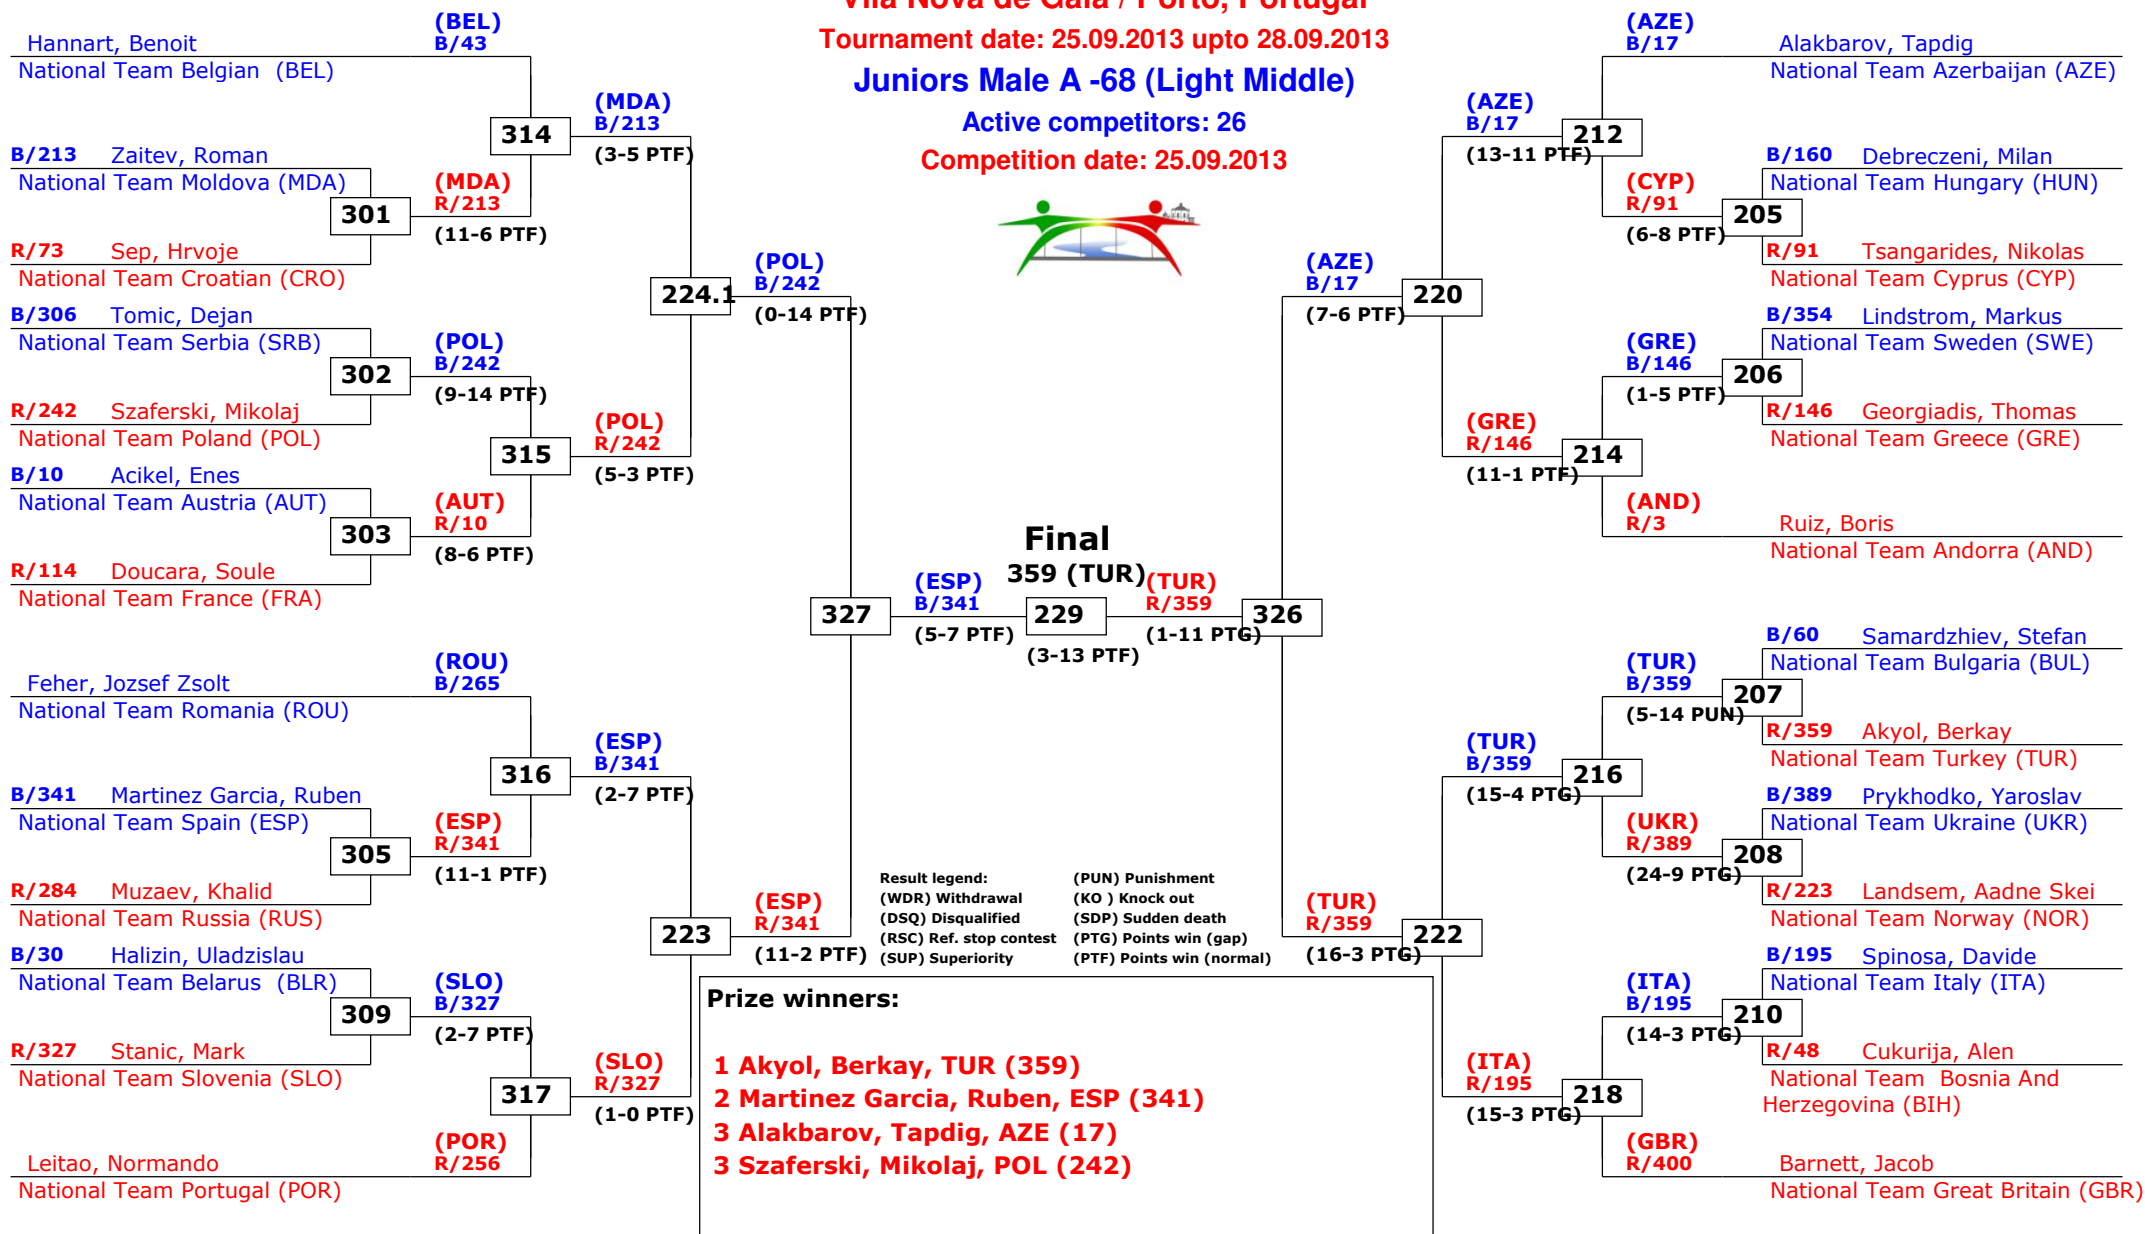 Vila Nova de Gaia / Porto, Portugal
Tournament date: 25.09.2013 upto 28.09.2013
Juniors Male A -68 (Light Middle)
Active competitors: 26
Competition date: 25.09.2013
Hannart, Benoit
National Team Belgian (BEL)
(BEL)
B/43
B/213 Zaitev, Roman
National Team Moldova (MDA)
301
R/73 Sep, Hrvoje
National Team Croatian (CRO)
(MDA)
R/213
(11-6 PTF)
314
(MDA)
B/213
(3-5 PTF)
B/306 Tomic, Dejan
National Team Serbia (SRB)
302
R/242 Szaferski, Mikolaj
National Team Poland (POL)
(POL)
B/242
(9-14 PTF)
B/10 Acikel, Enes
National Team Austria (AUT)
303
R/114 Doucara, Soule
National Team France (FRA)
(AUT)
R/10
(8-6 PTF)
315
(POL)
R/242
(5-3 PTF)
224.1
(POL)
B/242
(0-14 PTF)
Feher, Jozsef Zsolt
National Team Romania (ROU)
(ROU)
B/265
B/341 Martinez Garcia, Ruben
National Team Spain (ESP)
305
R/284 Muzaev, Khalid
National Team Russia (RUS)
(ESP)
R/341
(11-1 PTF)
316
(ESP)
B/341
(2-7 PTF)
B/30 Halizin, Uladzislau
National Team Belarus (BLR)
309
R/327 Stanic, Mark
National Team Slovenia (SLO)
(SLO)
B/327
(2-7 PTF)
Leitao, Normando
National Team Portugal (POR)
(POR)
R/256
317
(SLO)
R/327
(1-0 PTF)
223
(ESP)
R/341
(11-2 PTF)
327
(ESP)
B/341
(5-7 PTF)
Final
359 (TUR)
229
(3-13 PTF)
(TUR)
R/359
(1-11 PTG)
326
(AZE)
B/17
(7-6 PTF)
220
(AZE)
B/17
(13-11 PTF)
212
(AZE)
B/17
Alakbarov, Tapdig
National Team Azerbaijan (AZE)
(CYP)
R/91
(6-8 PTF)
205
B/160 Debreczeni, Milan
National Team Hungary (HUN)
R/91 Tsangarides, Nikolas
National Team Cyprus (CYP)
(GRE)
R/146
(11-1 PTF)
214
(GRE)
B/146
(1-5 PTF)
206
B/354 Lindstrom, Markus
National Team Sweden (SWE)
R/146 Georgiadis, Thomas
National Team Greece (GRE)
(AND)
R/3
Ruiz, Boris
National Team Andorra (AND)
(TUR)
R/359
(16-3 PTG)
222
(TUR)
B/359
(15-4 PTG)
216
(TUR)
B/359
(5-14 PUN)
207
B/60 Samardzhiev, Stefan
National Team Bulgaria (BUL)
R/359 Akyol, Berkay
National Team Turkey (TUR)
(UKR)
R/389
(24-9 PTG)
208
B/389 Prykhodko, Yaroslav
National Team Ukraine (UKR)
R/223 Landsem, Aadne Skei
National Team Norway (NOR)
(ITA)
R/195
(15-3 PTG)
218
(ITA)
B/195
(14-3 PTG)
210
B/195 Spinosa, Davide
National Team Italy (ITA)
R/48 Cukurija, Alen
National Team Bosnia And
Herzegovina (BIH)
(GBR)
R/400
Barnett, Jacob
National Team Great Britain (GBR)
Result legend: (PUN) Punishment
(WDR) Withdrawal (KO ) Knock out
(DSQ) Disqualified (SDP) Sudden death
(RSC) Ref. stop contest (PTG) Points win (gap)
(SUP) Superiority (PTF) Points win (normal)
Prize winners:
1 Akyol, Berkay, TUR (359)
2 Martinez Garcia, Ruben, ESP (341)
3 Alakbarov, Tapdig, AZE (17)
3 Szaferski, Mikolaj, POL (242)